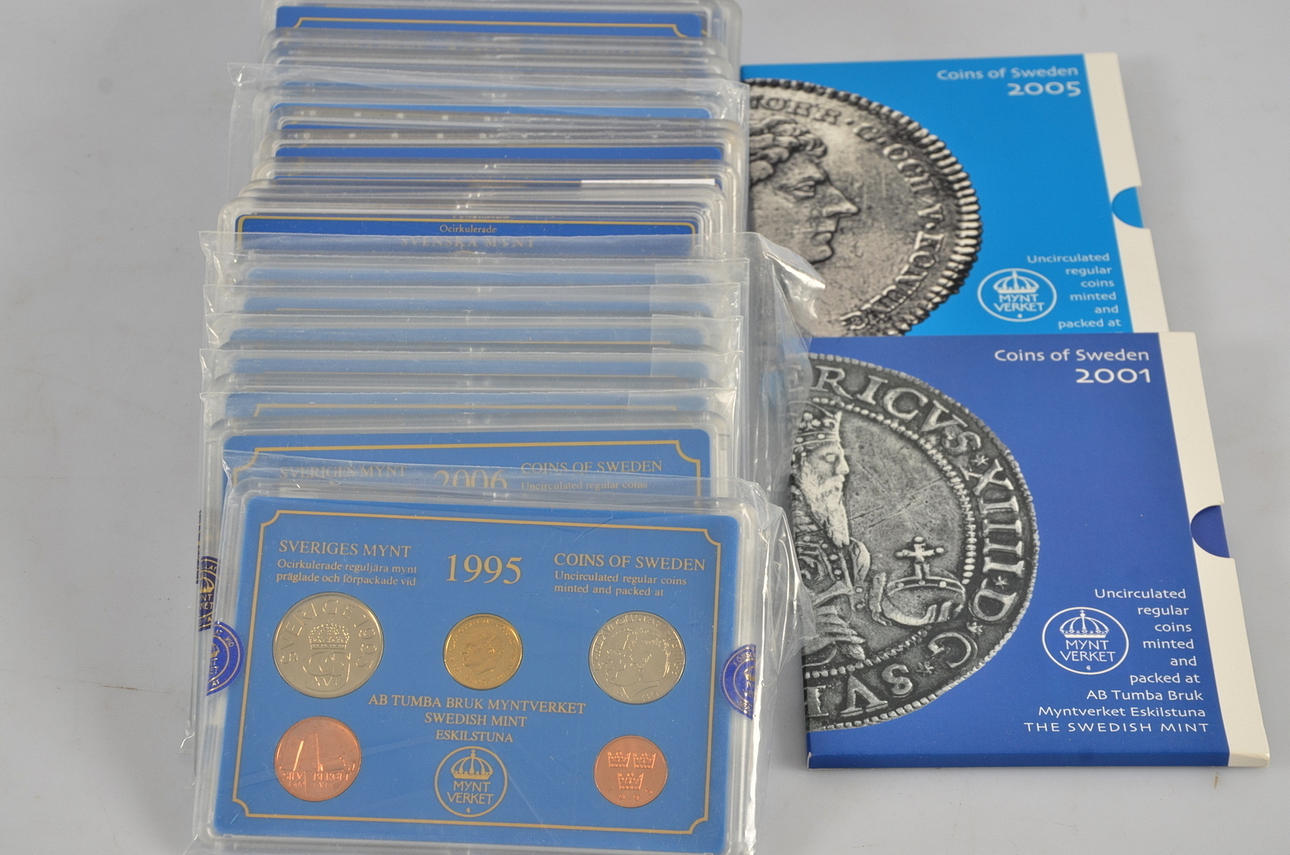 Coins of Sweden
2005
Uncirculated
regular
coins
minted
and
packed at
MYNT
VERKET
Coins of Sweden
2001
ERICVS XIIII D G
SV
Uncirculated
regular
coins
minted
and
packed at
AB Tumba Bruk
Myntverket Eskilstuna
THE SWEDISH MINT
MYNT
VERKET
Ocirkulerade
SVENSKA MYNT
SVERIGES MYNT
2006
COINS OF SWEDEN
Uncirculated regular coins
SVERIGES MYNT
Ocirkulerade reguljära mynt
präglade och förpackade vid
1995
COINS OF SWEDEN
Uncirculated regular coins
minted and packed at
SVERIGE 1995
AB TUMBA BRUK MYNTVERKET
SWEDISH MINT
ESKILSTUNA
MYNT
VERKET